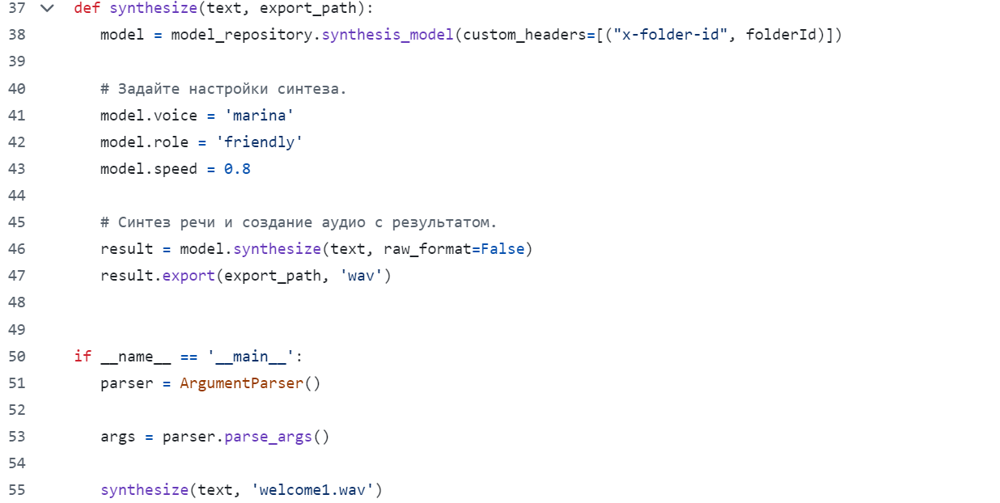 37 def synthesize(text, export_path):
38 model = model_repository.synthesis_model(custom_headers=[("x-folder-id", folderId)])
39
40 # Задайте настройки синтеза.
41 model.voice = 'marina'
42 model.role = 'friendly'
43 model.speed = 0.8
44
45 # Синтез речи и создание аудио с результатом.
46 result = model.synthesize(text, raw_format=False)
47 result.export(export_path, 'wav')
48
49
50 if __name__ == '__main__':
51 parser = ArgumentParser()
52
53 args = parser.parse_args()
54
55 synthesize(text, 'welcome1.wav')